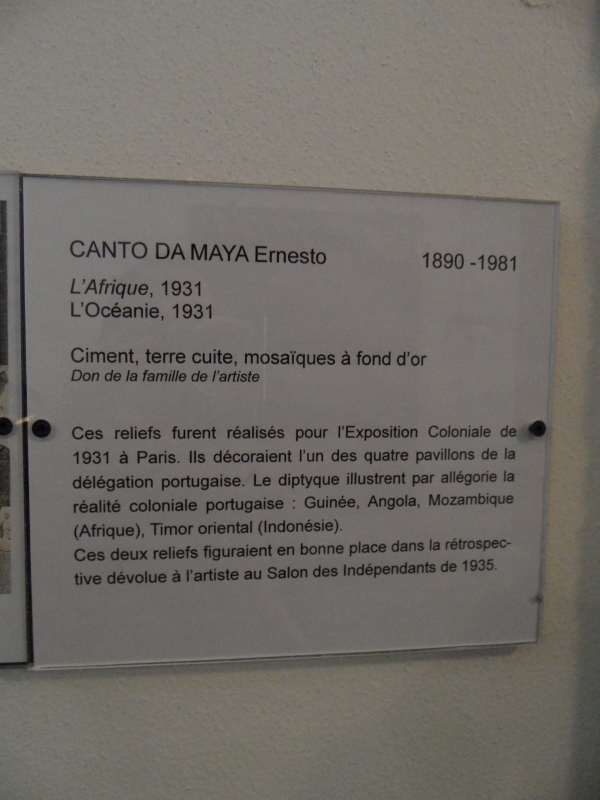 CANTO DA MAYA Ernesto 1890 -1981
L'Afrique, 1931
L'Océanie, 1931
Ciment, terre cuite, mosaïques à fond d'or
Don de la famille de l'artiste
Ces reliefs furent réalisés pour l'Exposition Coloniale de
1931 à Paris. Ils décoraient l'un des quatre pavillons de la
délégation portugaise. Le diptyque illustrent par allégorie la
réalité coloniale portugaise : Guinée, Angola, Mozambique
(Afrique), Timor oriental (Indonésie).
Ces deux reliefs figuraient en bonne place dans la rétrospec-
tive dévolue à l'artiste au Salon des Indépendants de 1935.